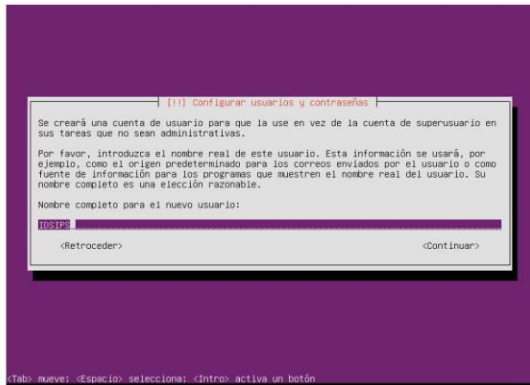 [!!] Configurar usuarios y contraseñas
Se creará una cuenta de usuario para que la use en vez de la cuenta de superusuario en
sus tareas que no sean administrativas.
Por favor, introduzca el nombre real de este usuario. Esta información se usará, por
ejemplo, como el origen predeterminado para los correos enviados por el usuario o como
fuente de información para los programas que muestren el nombre real del usuario. Su
nombre completo es una elección razonable.
Nombre completo para el nuevo usuario:
IDSIPS
<Retroceder> <Continuar>
<Tab> mueve; <Espacio> selecciona; <Intro> activa un botón